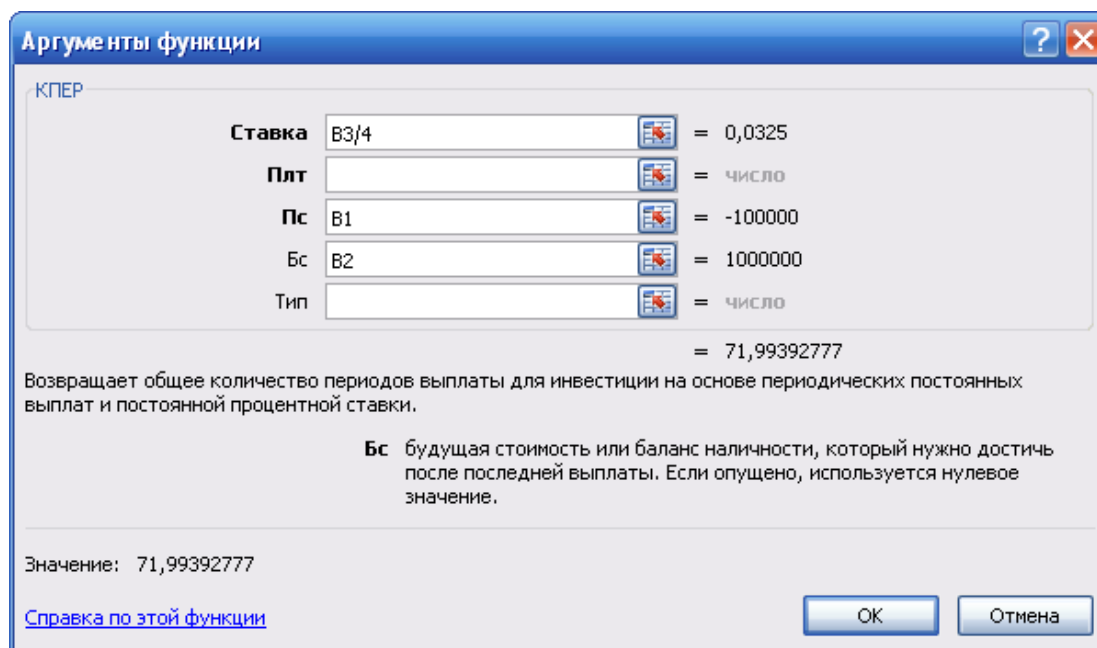 Аргументы функции
КПЕР
Ставка B3/4 = 0,0325
Плт = число
Пс B1 = -100000
Бс B2 = 1000000
Тип = число
= 71,99392777
Возвращает общее количество периодов выплаты для инвестиции на основе периодических постоянных
выплат и постоянной процентной ставки.
Бс будущая стоимость или баланс наличности, который нужно достичь
после последней выплаты. Если опущено, используется нулевое
значение.
Значение: 71,99392777
Справка по этой функции
ОК
Отмена